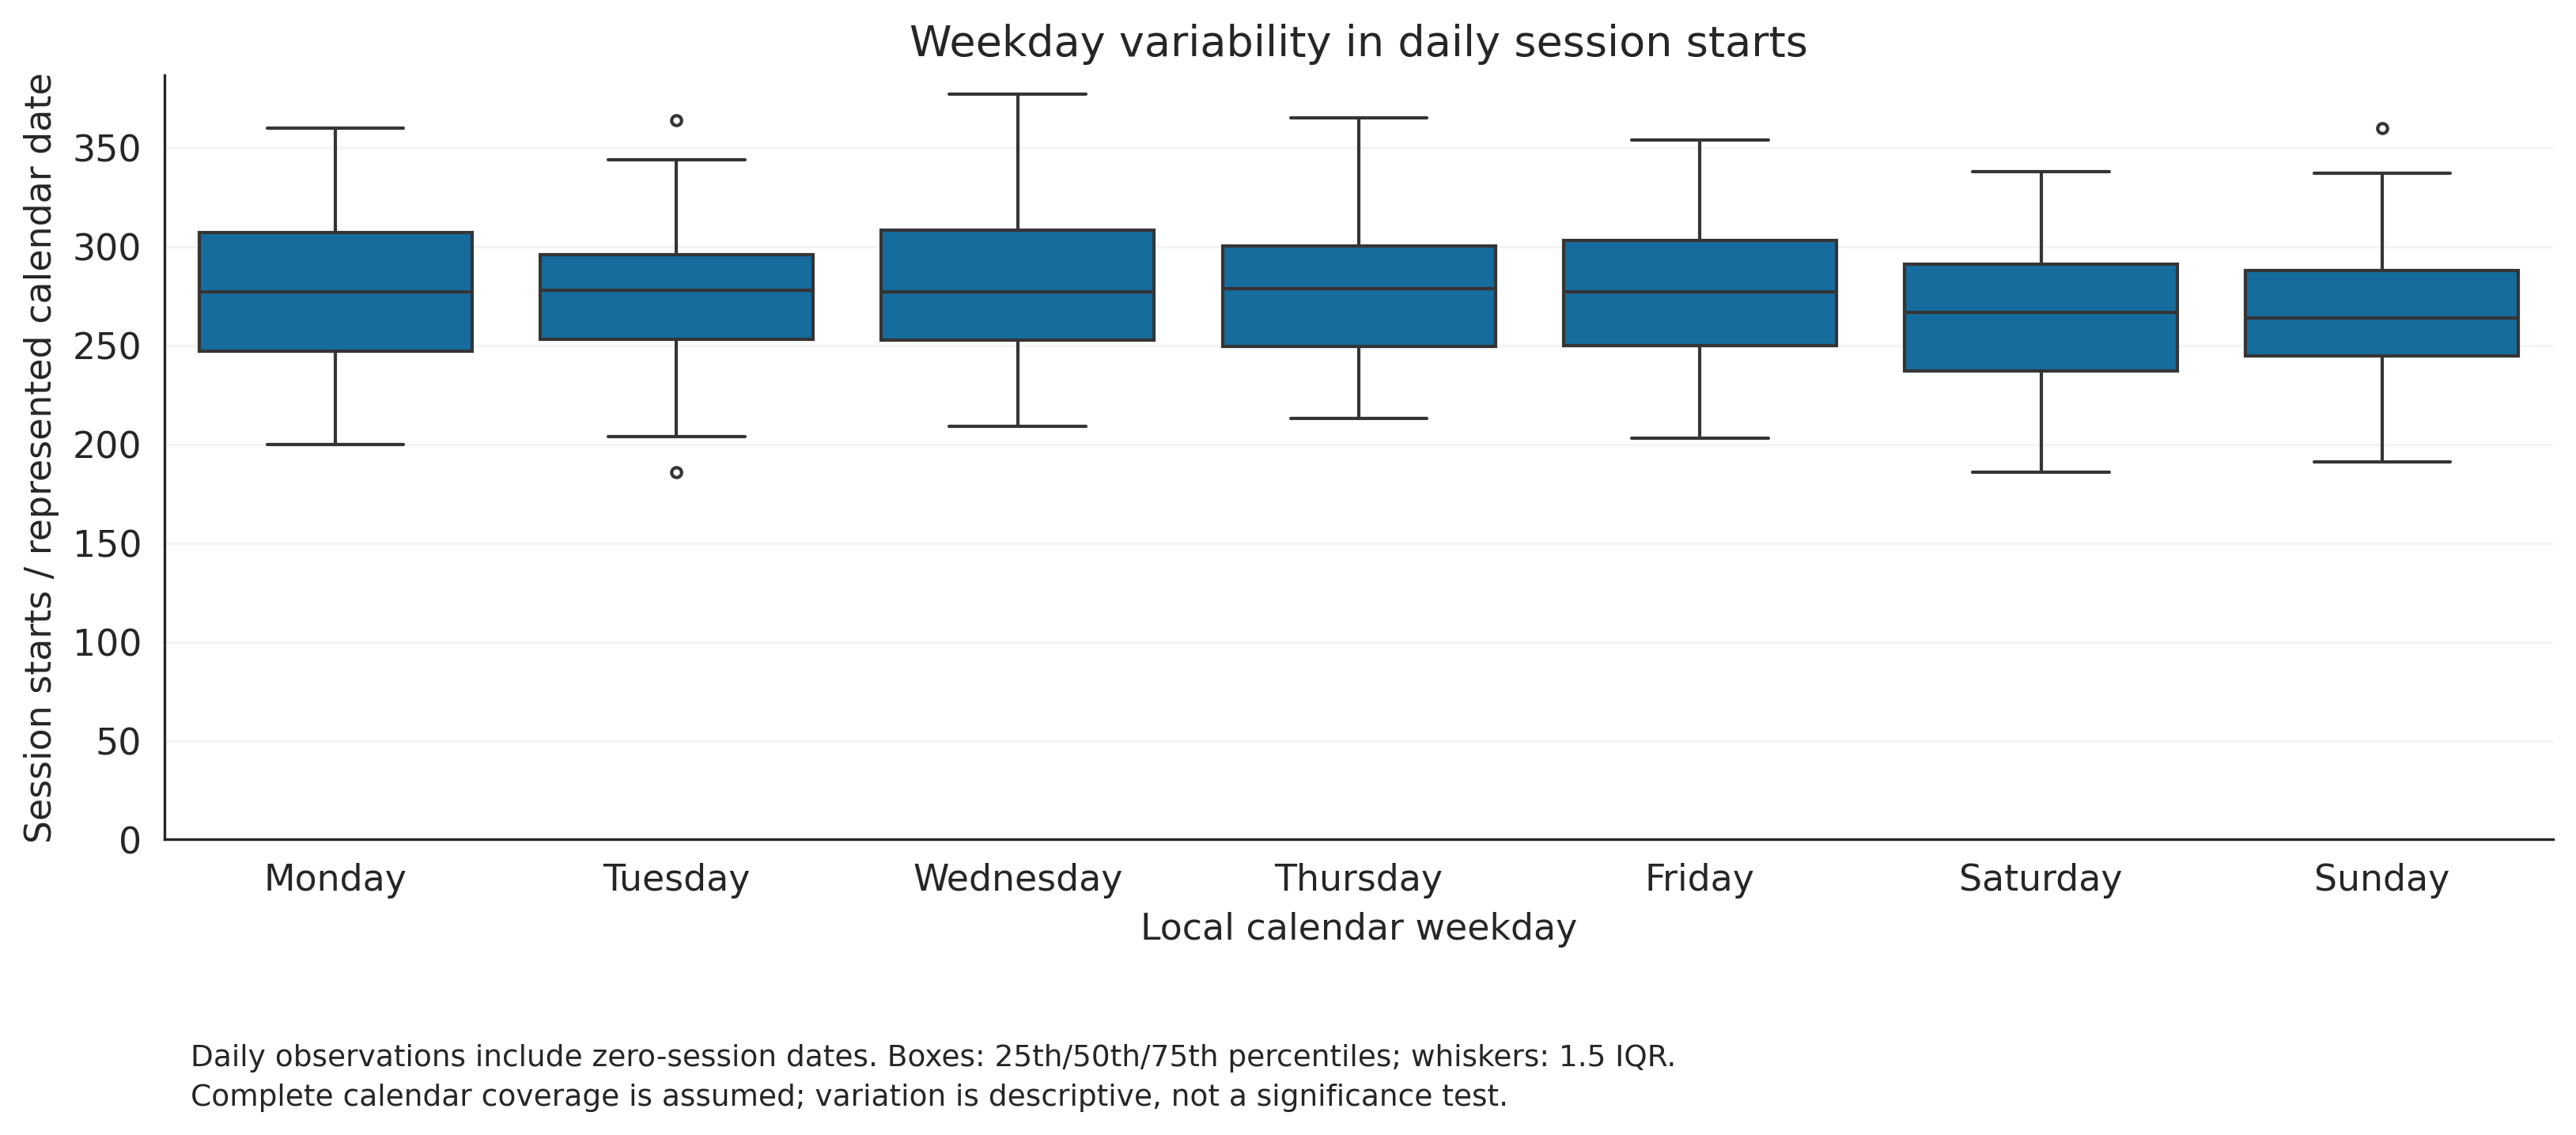 Weekday variability in daily session starts
Session starts / represented calendar date
350
300
250
200
150
100
50
0
Monday Tuesday Wednesday Thursday Friday Saturday Sunday
Local calendar weekday
Daily observations include zero-session dates. Boxes: 25th/50th/75th percentiles; whiskers: 1.5 IQR.
Complete calendar coverage is assumed; variation is descriptive, not a significance test.